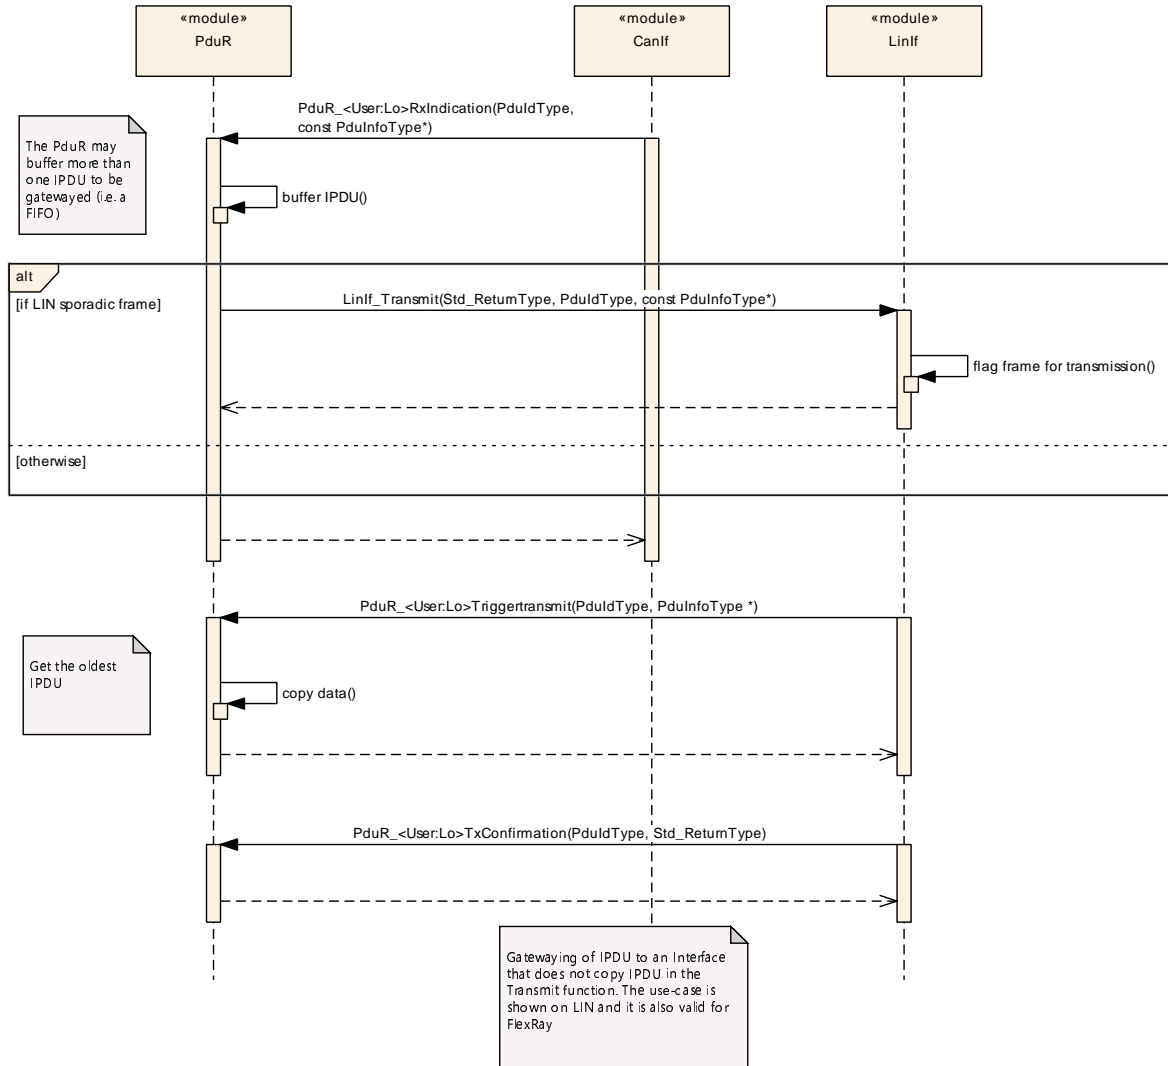 «module»
PduR
«module»
CanIf
«module»
LinIf
PduR_<User:Lo>RxIndication(PduIdType,
const PduInfoType*)
The PduR may
buffer more than
one IPDU to be
gatewayed (i.e. a
FIFO)
buffer IPDU()
alt
[if LIN sporadic frame]
LinIf_Transmit(Std_ReturnType, PduIdType, const PduInfoType*)
flag frame for transmission()
[otherwise]
PduR_<User:Lo>Triggertransmit(PduIdType, PduInfoType *)
Get the oldest
IPDU
copy data()
PduR_<User:Lo>TxConfirmation(PduIdType, Std_ReturnType)
Gatewaying of IPDU to an Interface
that does not copy IPDU in the
Transmit function. The use-case is
shown on LIN and it is also valid for
FlexRay